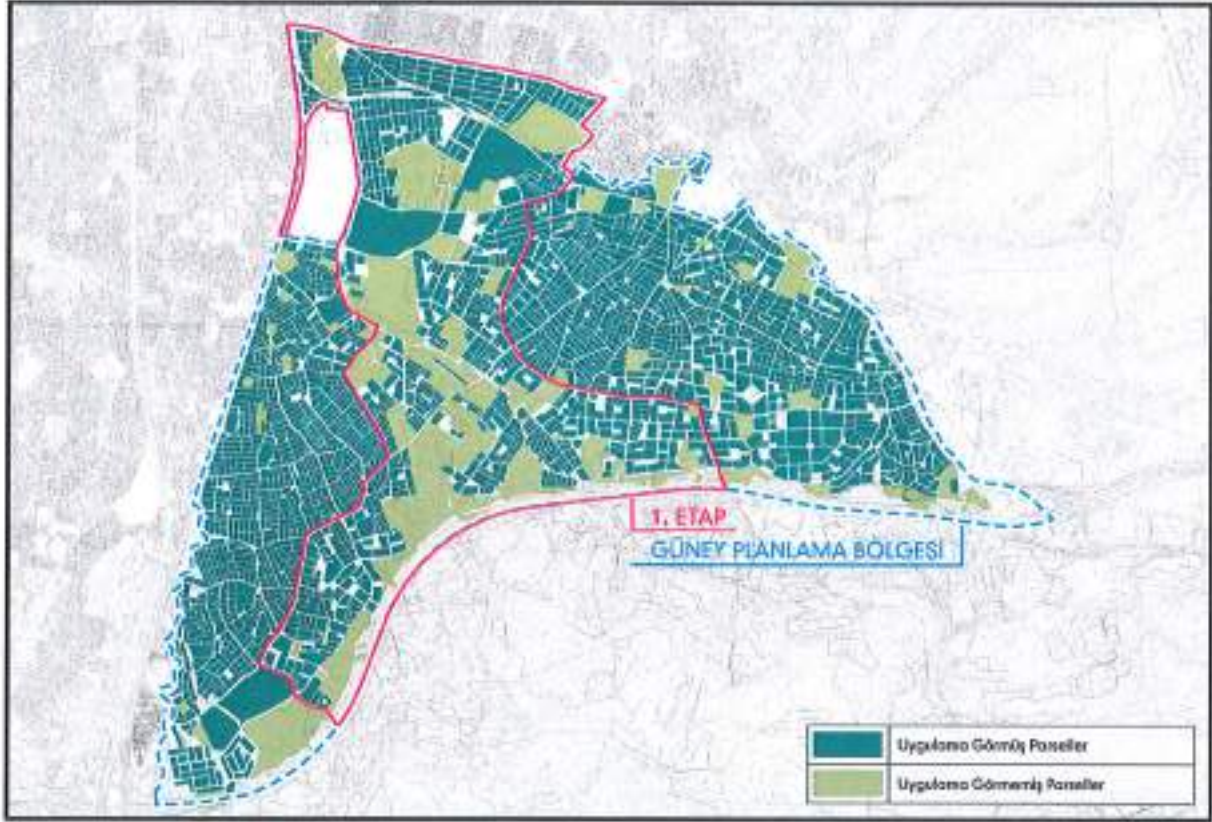 1. ETAP
GÜNEY PLANLAMA BÖLGESİ
Uygulama Görmüş Parseller
Uygulama Görmemiş Parseller